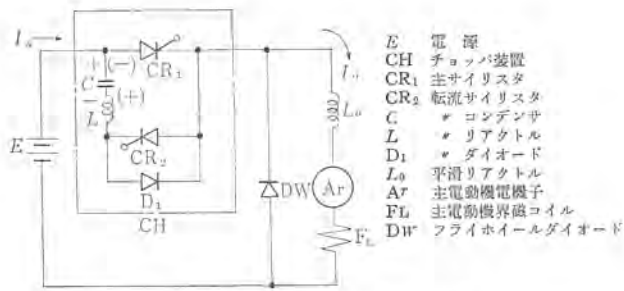 I_a
+ (−)
C
− (+)
L
CR₁
CR₂
D₁
CH
E
I_a
L₀
DW
Ar
F_L
E 電源
CH チョッパ装置
CR₁ 主サイリスタ
CR₂ 転流サイリスタ
C 〃 コンデンサ
L 〃 リアクトル
D₁ 〃 ダイオード
L₀ 平滑リアクトル
Ar 主電動機電機子
FL 主電動機界磁コイル
DW フライホイールダイオード